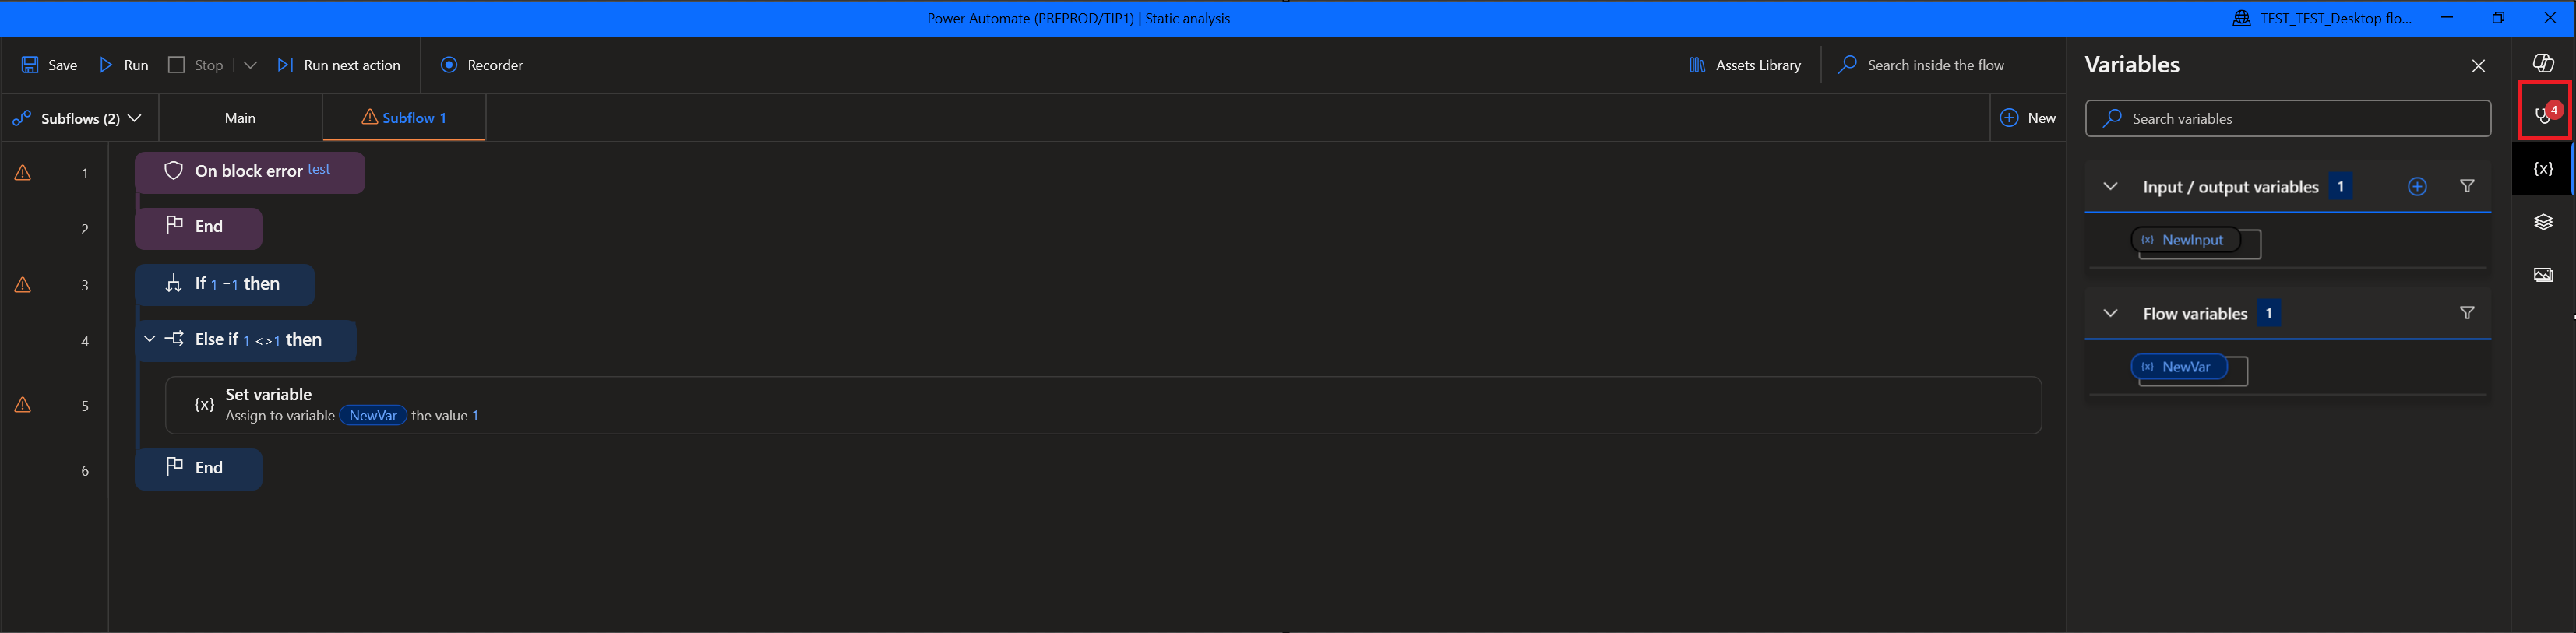 Power Automate (PREPROD/TIP1) | Static analysis
TEST_TEST_Desktop flo...
Save Run Stop Run next action Recorder
Assets Library Search inside the flow
Subflows (2) Main Subflow_1
New
1 On block error test
2 End
3 If 1 =1 then
4 Else if 1 <>1 then
5 {x} Set variable
Assign to variable NewVar the value 1
6 End
Variables
Search variables
Input / output variables 1
{x} NewInput
Flow variables 1
{x} NewVar
4
{x}